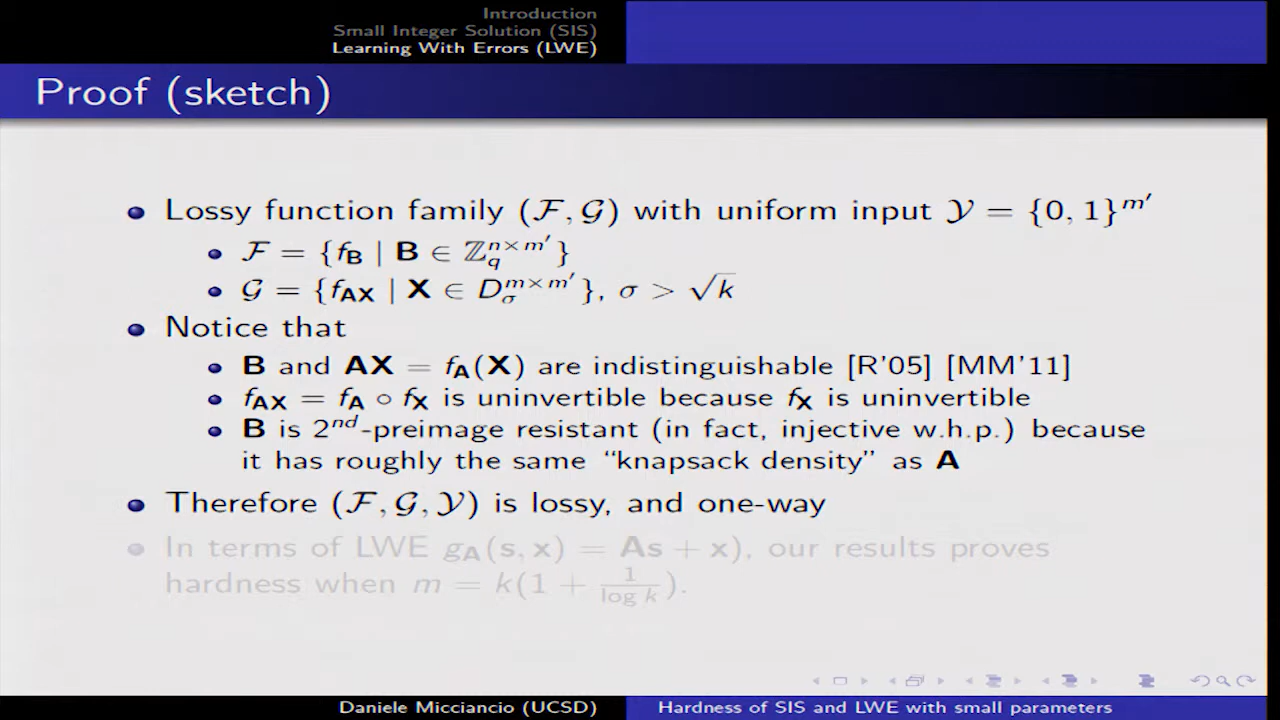 Introduction
Small Integer Solution (SIS)
Learning With Errors (LWE)
Proof (sketch)
Lossy function family (ℱ, 𝒢) with uniform input 𝒴 = {0, 1}^{m′}
ℱ = {f_𝐁 | 𝐁 ∈ ℤ_q^{n×m′}}
𝒢 = {f_𝐀𝐗 | 𝐗 ∈ D_σ^{m×m′}}, σ > √k
Notice that
𝐁 and 𝐀𝐗 = f_𝐀(𝐗) are indistinguishable [R'05] [MM'11]
f_𝐀𝐗 = f_𝐀 ∘ f_𝐗 is uninvertible because f_𝐗 is uninvertible
𝐁 is 2^{nd}-preimage resistant (in fact, injective w.h.p.) because
it has roughly the same "knapsack density" as 𝐀
Therefore (ℱ, 𝒢, 𝒴) is lossy, and one-way
In terms of LWE g_𝐀(𝐬, 𝐱) = 𝐀𝐬 + 𝐱), our results proves
hardness when m = k(1 + 1/log k).
Daniele Micciancio (UCSD)
Hardness of SIS and LWE with small parameters